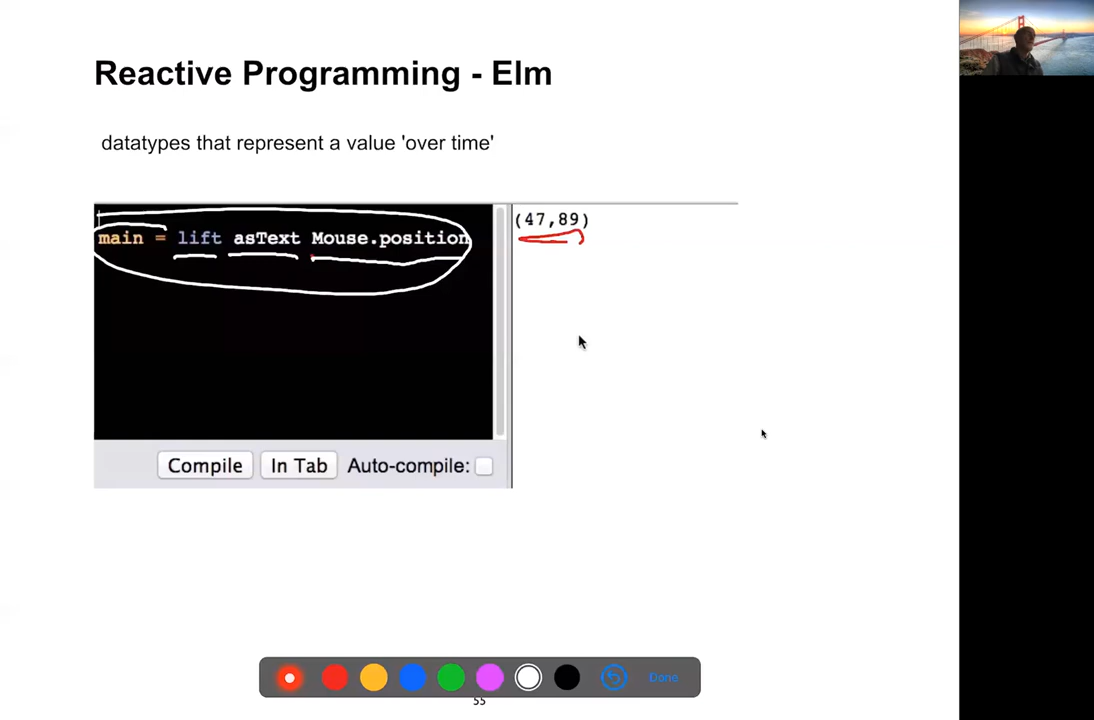 Reactive Programming - Elm
datatypes that represent a value 'over time'
main = lift asText Mouse.position
(47,89)
Compile In Tab Auto-compile:
Done
55